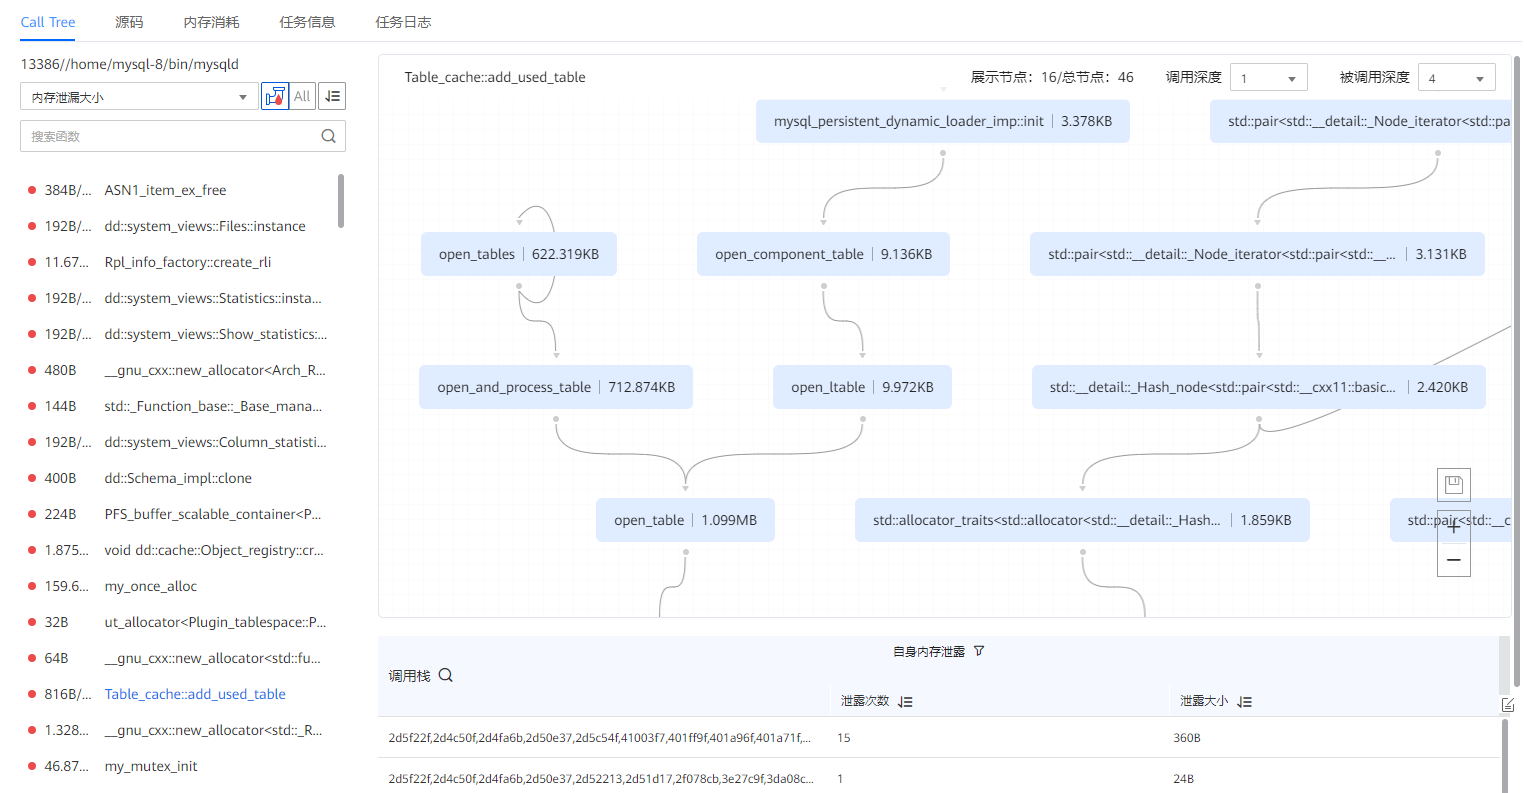 Call Tree 源码 内存消耗 任务信息 任务日志
13386//home/mysql-8/bin/mysqld
内存泄漏大小 All
搜索函数
384B/... ASN1_item_ex_free
192B/... dd::system_views::Files::instance
11.67... Rpl_info_factory::create_rli
192B/... dd::system_views::Statistics::insta...
192B/... dd::system_views::Show_statistics:...
480B __gnu_cxx::new_allocator<Arch_R...
144B std::_Function_base::_Base_mana...
192B/... dd::system_views::Column_statisti...
400B dd::Schema_impl::clone
224B PFS_buffer_scalable_container<P...
1.875... void dd::cache::Object_registry::cr...
159.6... my_once_alloc
32B ut_allocator<Plugin_tablespace::P...
64B __gnu_cxx::new_allocator<std::fu...
816B/... Table_cache::add_used_table
1.328... __gnu_cxx::new_allocator<std::_R...
46.87... my_mutex_init
Table_cache::add_used_table 展示节点：16/总节点：46 调用深度 1 被调用深度 4
mysql_persistent_dynamic_loader_imp::init 3.378KB std::pair<std::__detail::_Node_iterator<std::pa
open_tables 622.319KB open_component_table 9.136KB std::pair<std::__detail::_Node_iterator<std::pair<std::__... 3.131KB
open_and_process_table 712.874KB open_ltable 9.972KB std::__detail::_Hash_node<std::pair<std::__cxx11::basic... 2.420KB
open_table 1.099MB std::allocator_traits<std::allocator<std::__detail::_Hash... 1.859KB std::pair<std::__c
自身内存泄露
调用栈
泄露次数 泄露大小
2d5f22f,2d4c50f,2d4fa6b,2d50e37,2d5c54f,41003f7,401ff9f,401a96f,401a71f,... 15 360B
2d5f22f,2d4c50f,2d4fa6b,2d50e37,2d52213,2d51d17,2f078cb,3e27c9f,3da08c... 1 24B